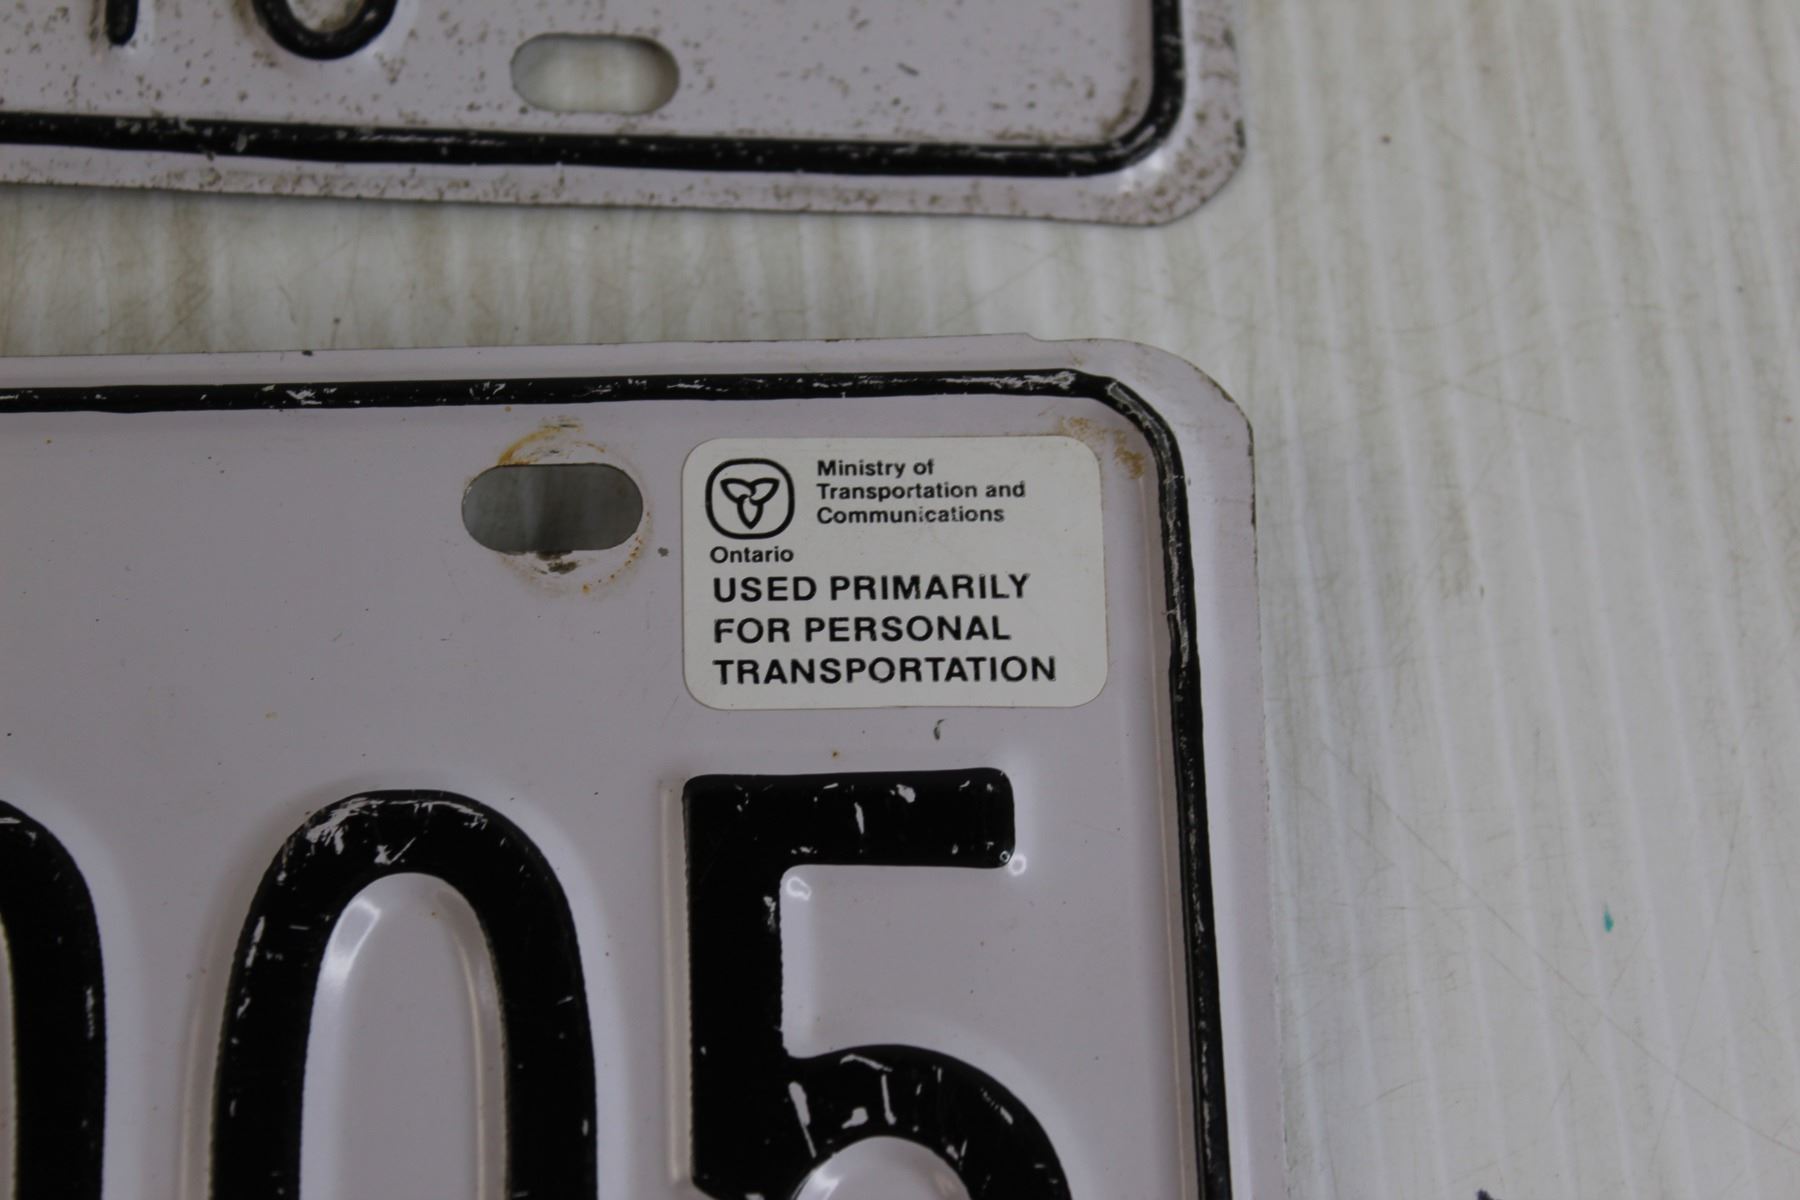 Ministry of
Transportation and
Communications
Ontario
USED PRIMARILY
FOR PERSONAL
TRANSPORTATION
005